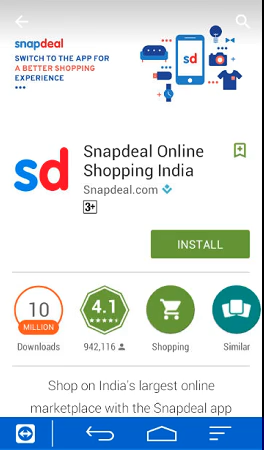 snapdeal
SWITCH TO THE APP FOR
A BETTER SHOPPING
EXPERIENCE
sd
sd
Snapdeal Online
Shopping India
Snapdeal.com
3+
INSTALL
10
MILLION
4.1
Downloads
942,116
Shopping
Similar
Shop on India's largest online
marketplace with the Snapdeal app